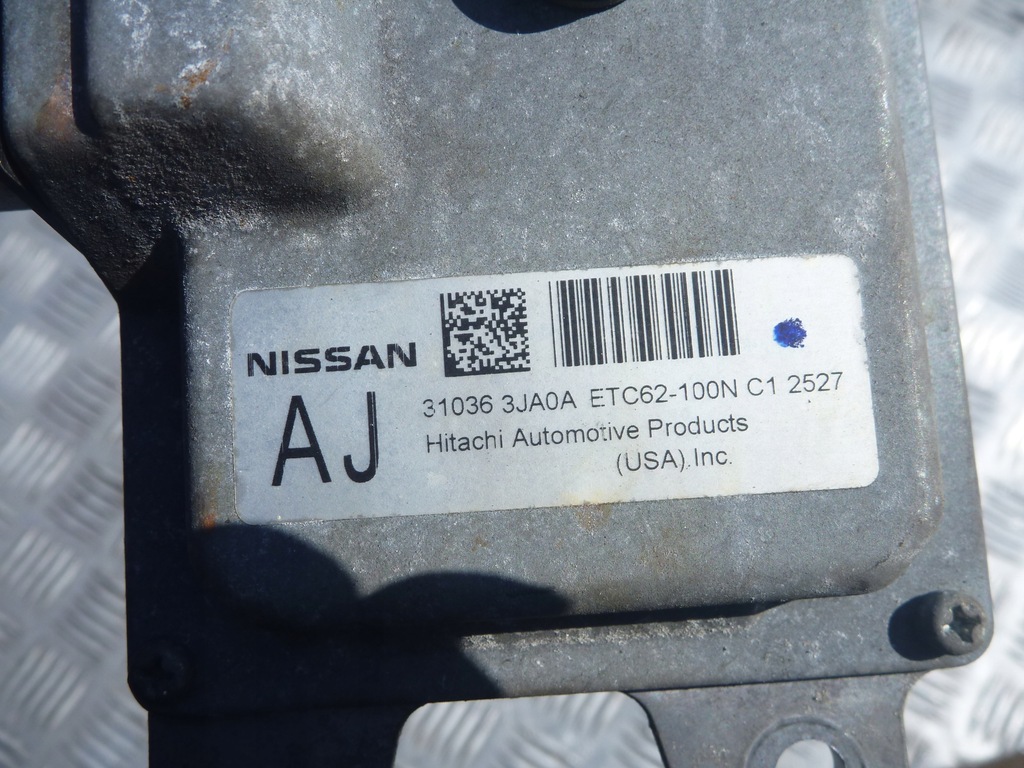 NISSAN
AJ
31036 3JA0A ETC62-100N C1 2527
Hitachi Automotive Products
(USA).Inc.